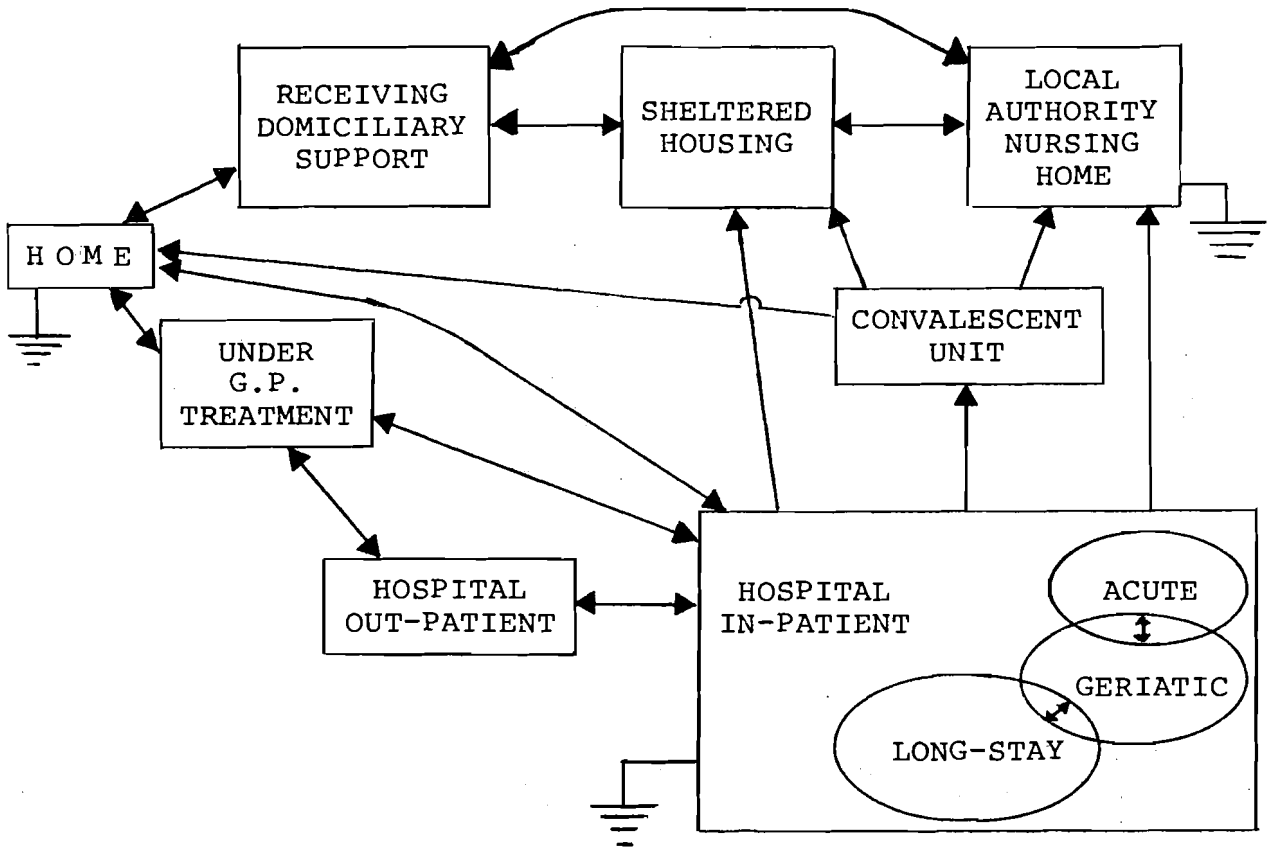 RECEIVING
DOMICILIARY
SUPPORT
SHELTERED
HOUSING
LOCAL
AUTHORITY
NURSING
HOME
HOME
CONVALESCENT
UNIT
UNDER
G.P.
TREATMENT
HOSPITAL
OUT-PATIENT
HOSPITAL
IN-PATIENT
ACUTE
GERIATIC
LONG-STAY